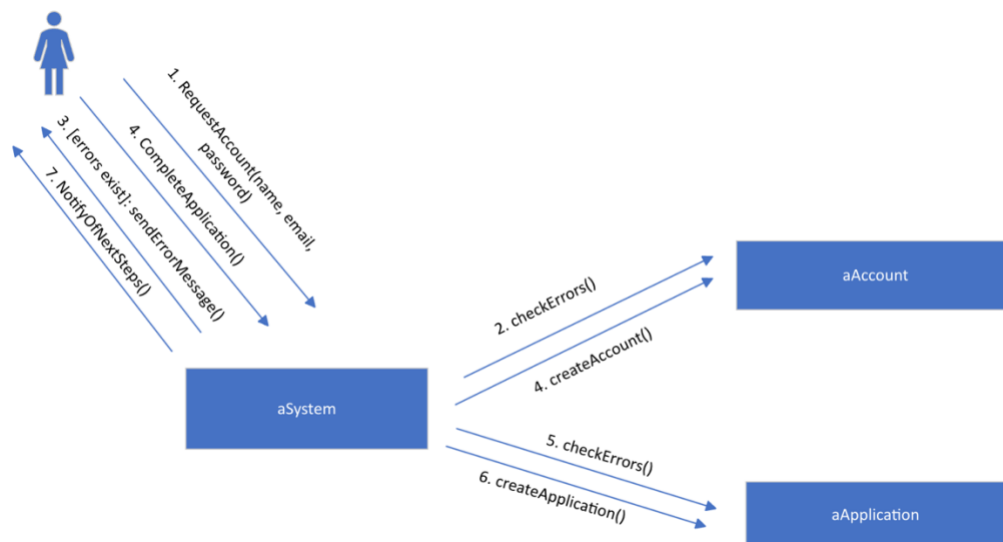 1. RequestAccount(name, email,
password)
4. CompleteApplication()
3. [errors exist]: sendErrorMessage()
7. NotifyOfNextSteps()
2. checkErrors()
4. createAccount()
aAccount
aSystem
5. checkErrors()
6. createApplication()
aApplication